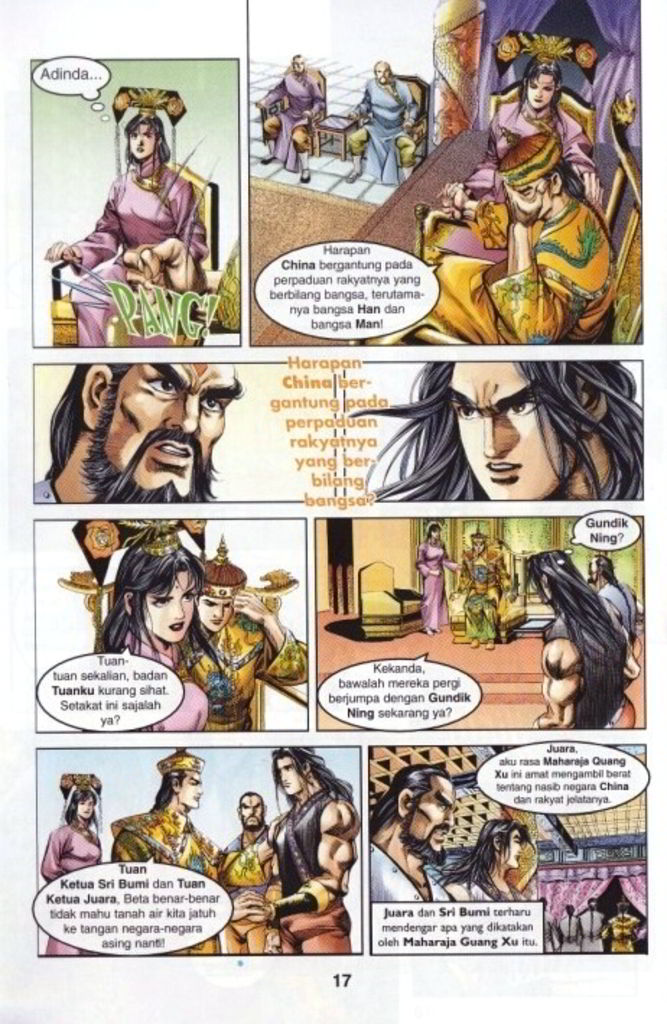 Adinda...
PANG!
Harapan
China bergantung pada
perpaduan rakyatnya yang
berbilang bangsa, terutama-
nya bangsa Han dan
bangsa Man!
Harapan
China ber-
gantung pada
perpaduan
rakyatnya
yang ber-
bilang
bangsa?
Tuan-
tuan sekalian, badan
Tuanku kurang sihat.
Setakat ini sajalah
ya?
Gundik
Ning?
Kekanda,
bawalah mereka pergi
berjumpa dengan Gundik
Ning sekarang ya?
Tuan
Ketua Sri Bumi dan Tuan
Ketua Juara, Beta benar-benar
tidak mahu tanah air kita jatuh
ke tangan negara-negara
asing nanti!
Juara,
aku rasa Maharaja Guang
Xu ini amat mengambil berat
tentang nasib negara China
dan rakyat jelatanya.
Juara dan Sri Bumi terharu
mendengar apa yang dikatakan
oleh Maharaja Guang Xu itu.
17